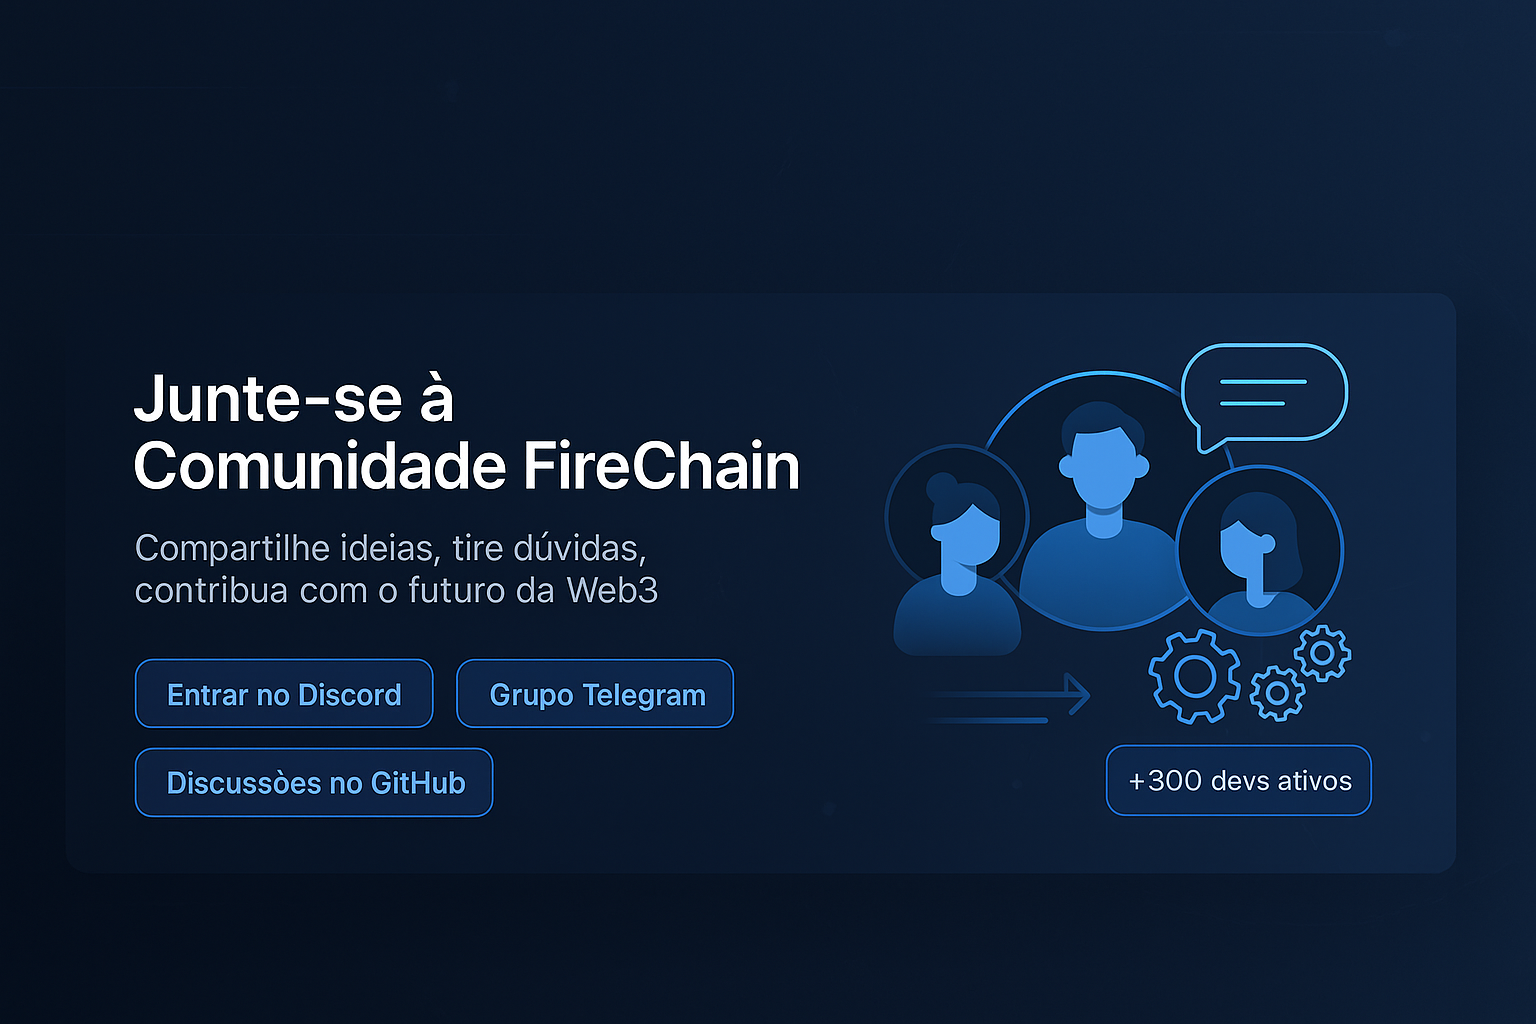 Junte-se à
Comunidade FireChain
Compartilhe ideias, tire dúvidas,
contribua com o futuro da Web3
Entrar no Discord
Grupo Telegram
Discussòes no GitHub
+300 devs ativos